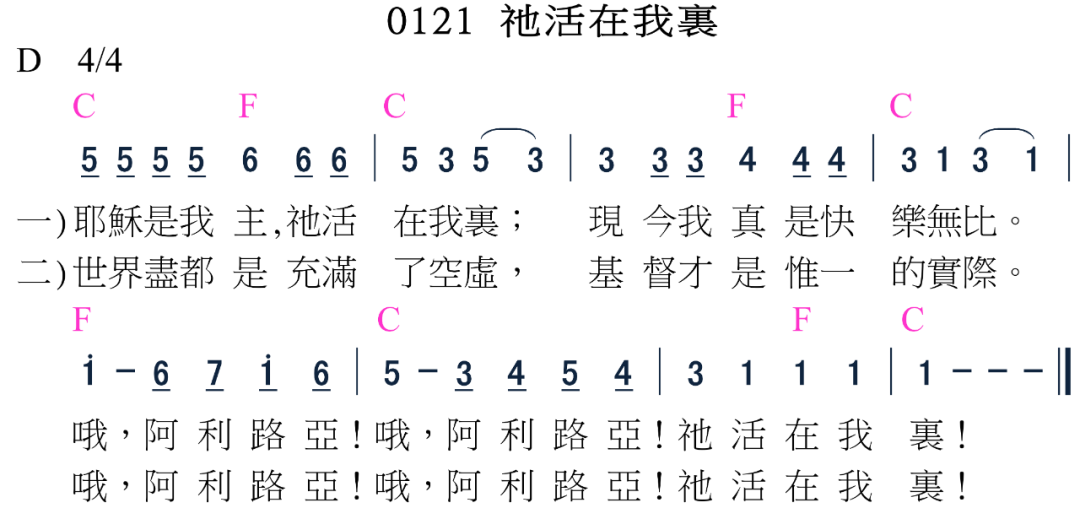 0121 祂活在我裏
D 4/4
C F C F C
5 5 5 5 6 6 6 | 5 3 5 3 | 3 3 3 4 4 4 | 3 1 3 1 |
一)耶穌是我 主,祂活 在我裏； 現 今我 真 是快 樂無比。
二)世界盡都 是 充滿 了空虛， 基 督才 是 惟一 的實際。
F C F C
i - 6 7 i 6 | 5 - 3 4 5 4 | 3 1 1 1 | 1 - - - ||
哦，阿 利 路 亞！哦，阿 利 路 亞！祂 活 在 我 裏！
哦，阿 利 路 亞！哦，阿 利 路 亞！祂 活 在 我 裏！